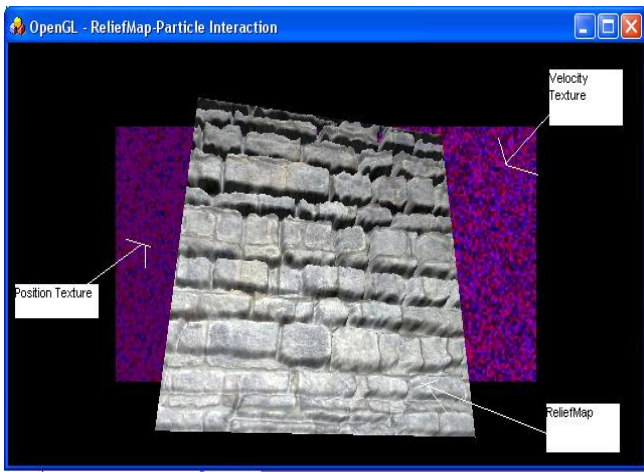 OpenGL - ReliefMap-Particle Interaction
Velocity
Texture
Position Texture
ReliefMap